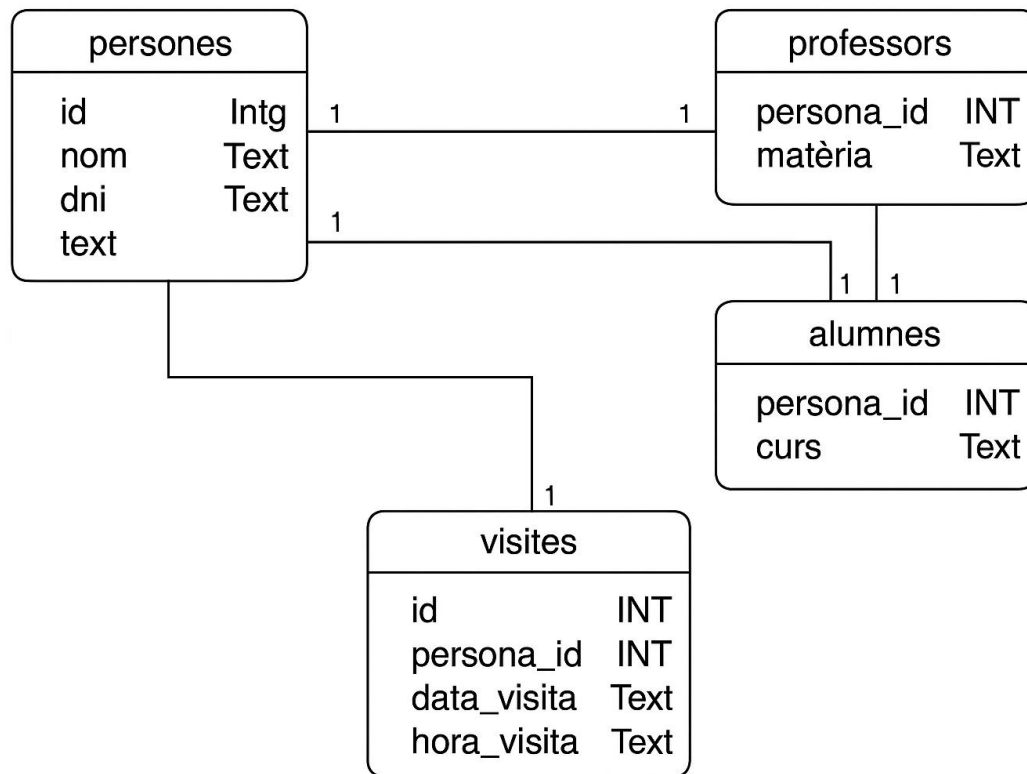 persones
id Intg
nom Text
dni Text
text
1 1
1
professors
persona_id INT
matèria Text
1 1
alumnes
persona_id INT
curs Text
1
visites
id INT
persona_id INT
data_visita Text
hora_visita Text